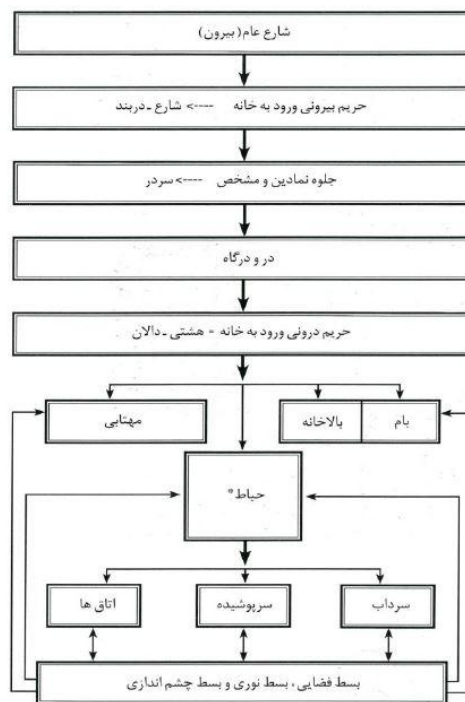 شارع عام( بیرون)
حریم بیرونی ورود به خانه ----> شارع ـ دربند
جلوه نمادین و مشخص ----> سردر
در و درگاه
حریم درونی ورود به خانه = هشتی ـ دالان
بام
بالاخانه
مهتابی
حیاط*
سرداب
سرپوشیده
اتاق ها
بسط فضایی، بسط نوری و بسط چشم اندازی